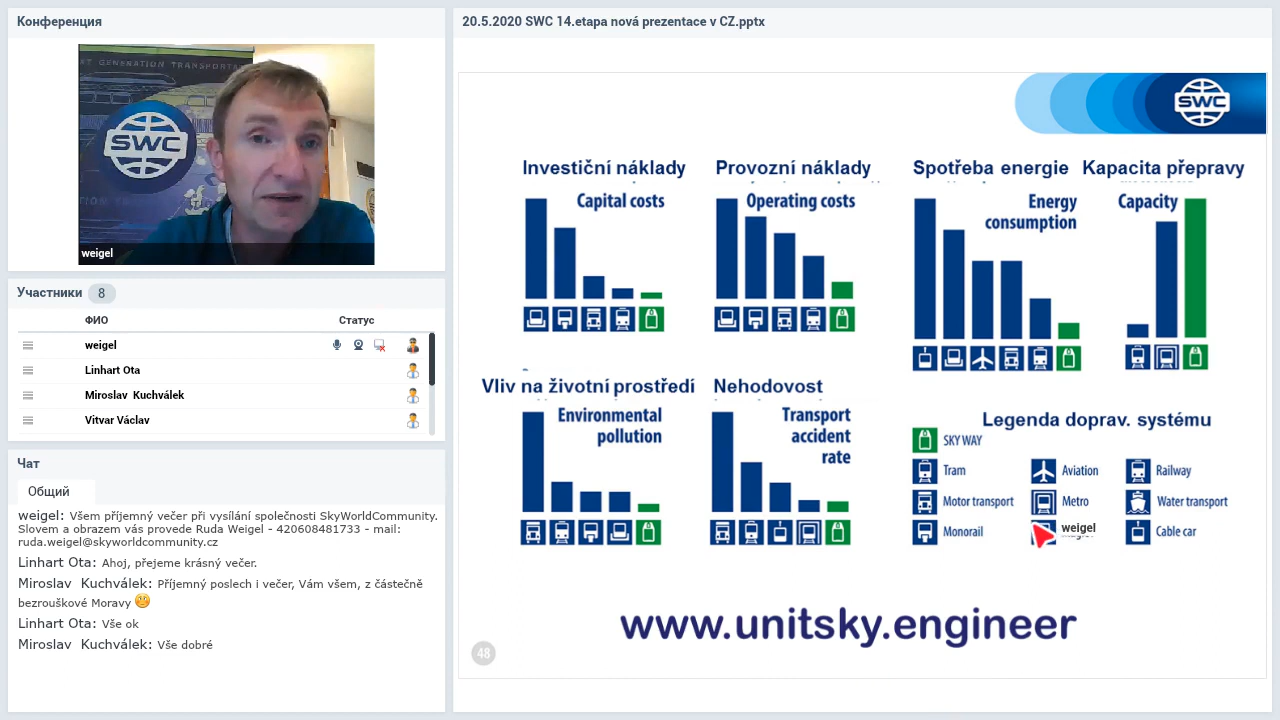 Конференция
XT GENERATION TRANSPORTA
SWC
weigel
Участники 8
ФИО Статус
weigel
Linhart Ota
Miroslav Kuchválek
Vitvar Václav
Чат
Общий
weigel: Všem příjemný večer při vysílání společnosti SkyWorldCommunity.
Slovem a obrazem vás provede Ruda Weigel - 420608481733 - mail:
ruda.weigel@skyworldcommunity.cz
Linhart Ota: Ahoj, přejeme krásný večer.
Miroslav Kuchválek: Příjemný poslech i večer, Vám všem, z částečně
bezrouškové Moravy
Linhart Ota: Vše ok
Miroslav Kuchválek: Vše dobré
20.5.2020 SWC 14.etapa nová prezentace v CZ.pptx
SWC
Investiční náklady
Capital costs
Provozní náklady
Operating costs
Spotřeba energie
Energy
consumption
Kapacita přepravy
Capacity
Vliv na životní prostředí
Environmental
pollution
Nehodovost
Transport
accident
rate
Legenda doprav. systému
SKY WAY
Tram Aviation Railway
Motor transport Metro Water transport
Monorail weigel Cable car
www.unitsky.engineer
48